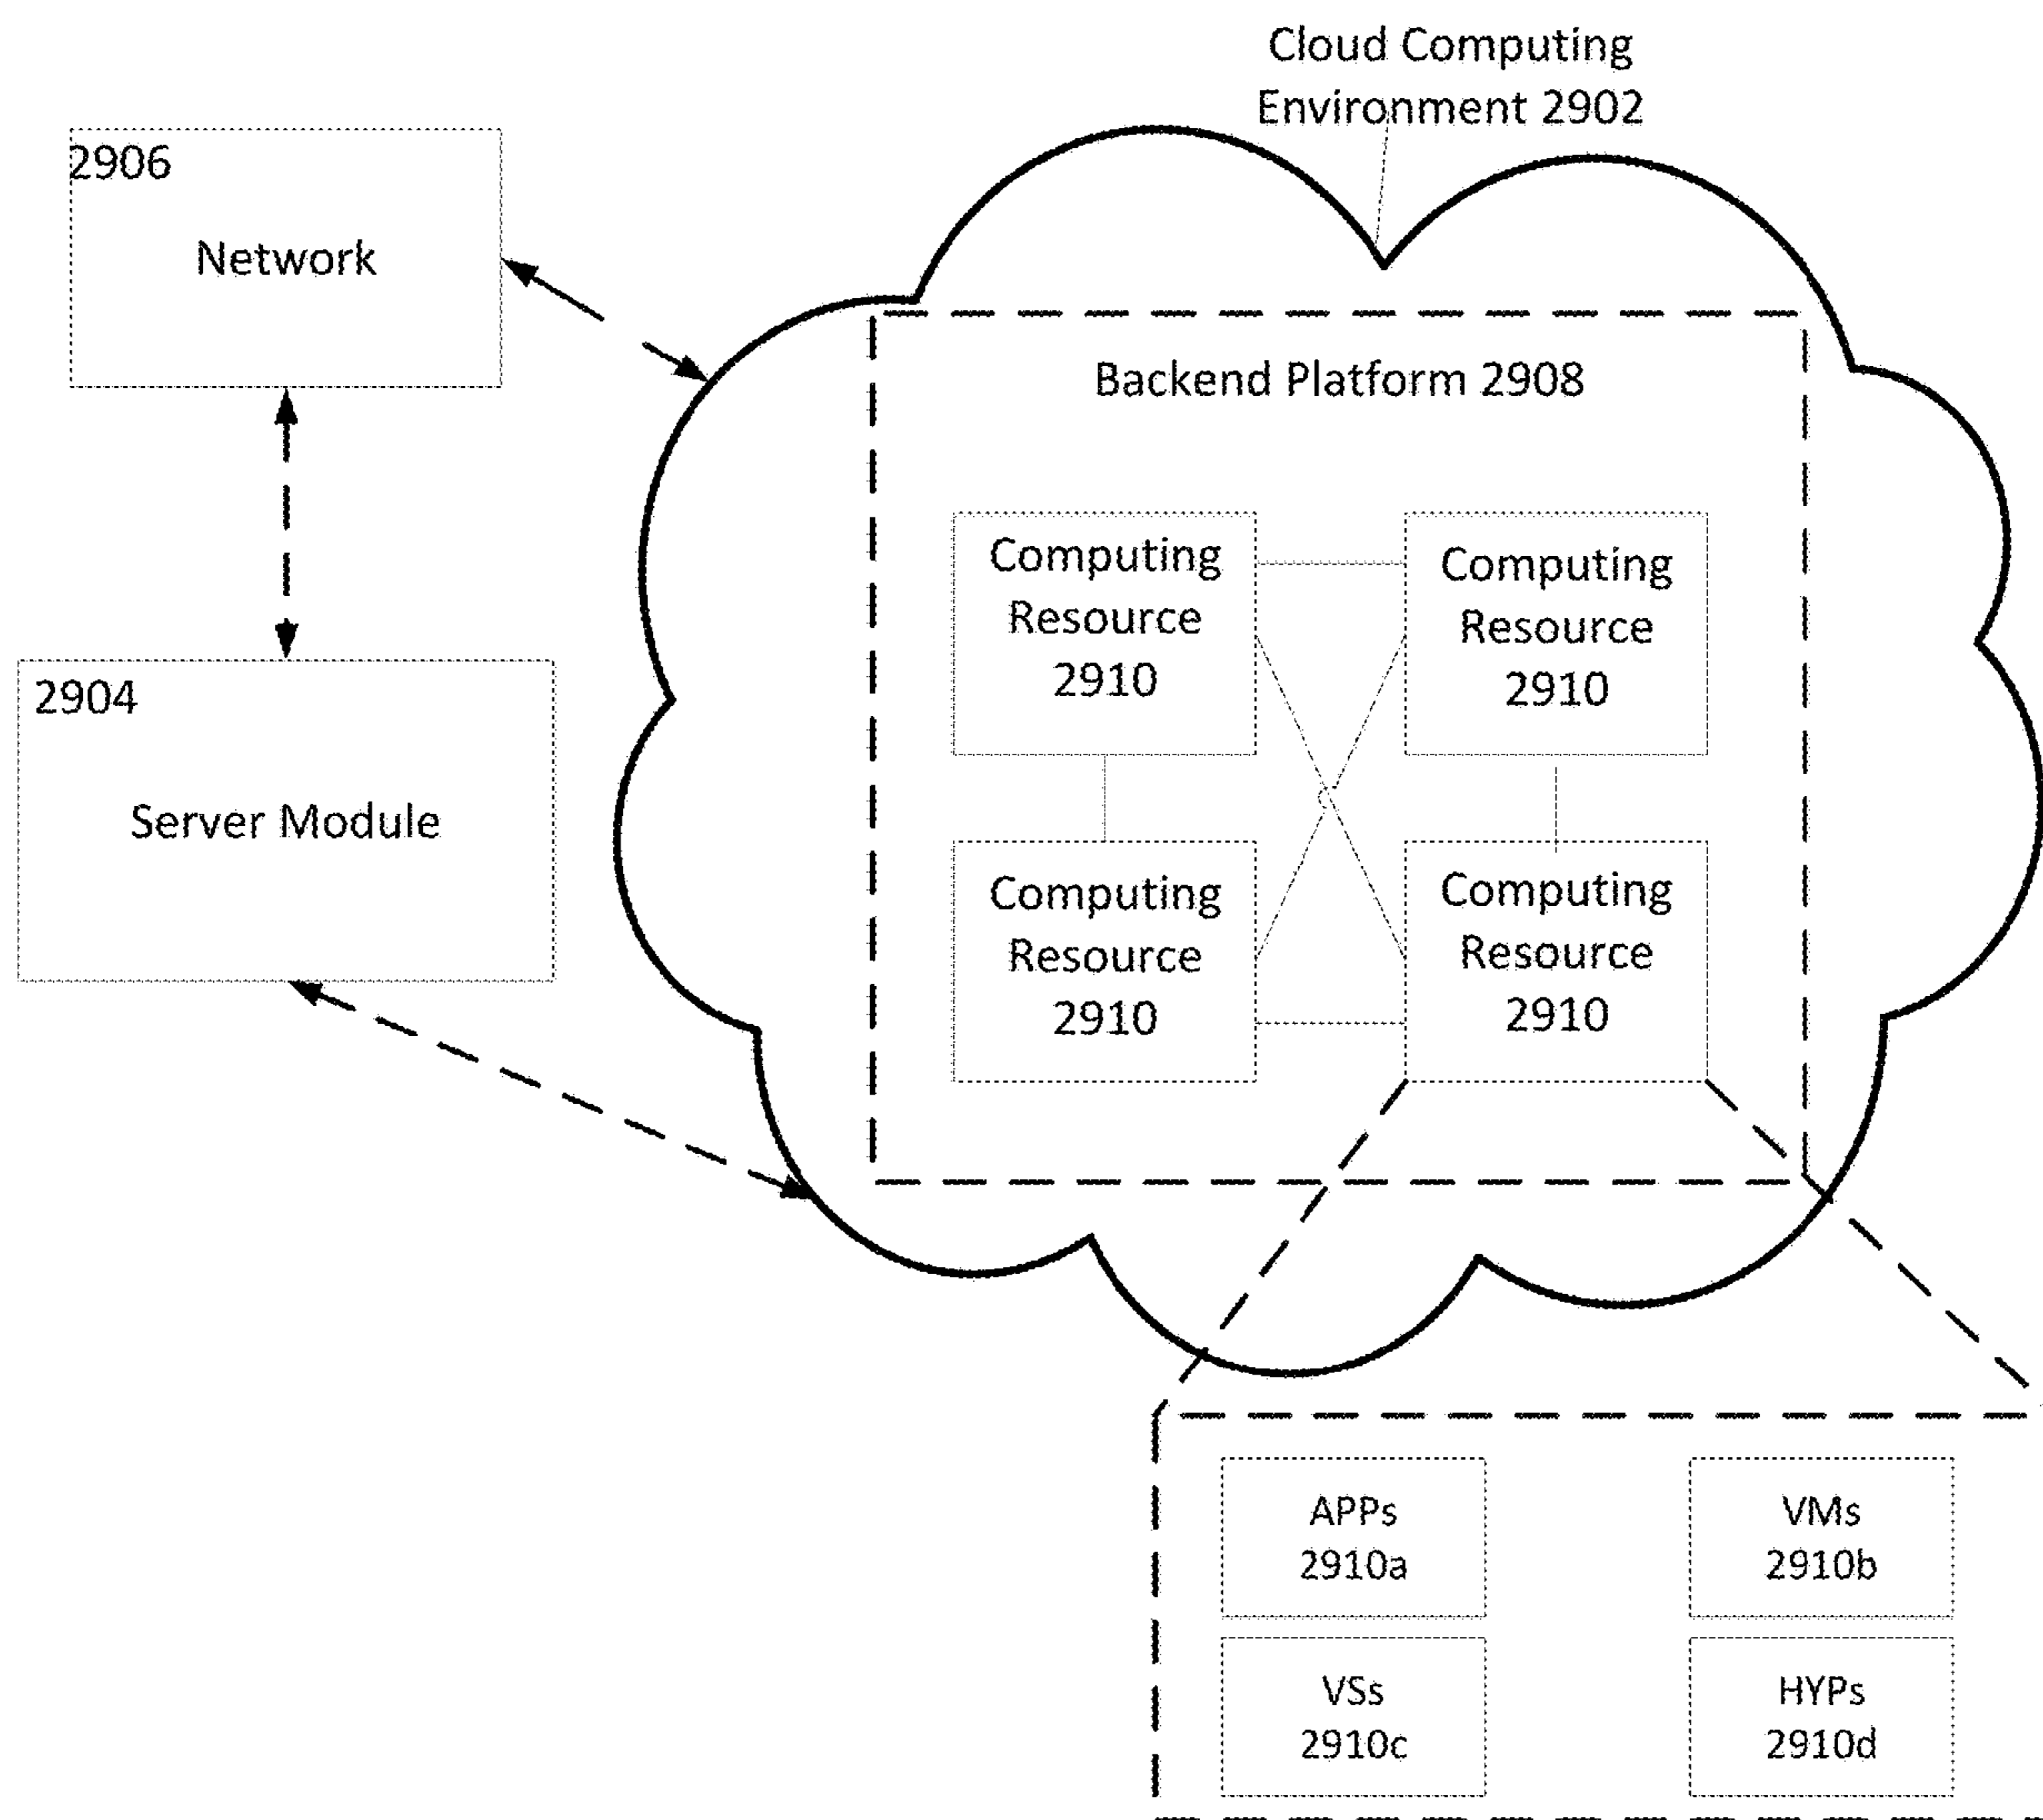 Cloud Computing
Environment 2902
2906
Network
Backend Platform 2908
Computing
Resource
2910
Computing
Resource
2910
2904
Server Module
Computing
Resource
2910
Computing
Resource
2910
APPs
2910a
VMs
2910b
VSs
2910c
HYPs
2910d